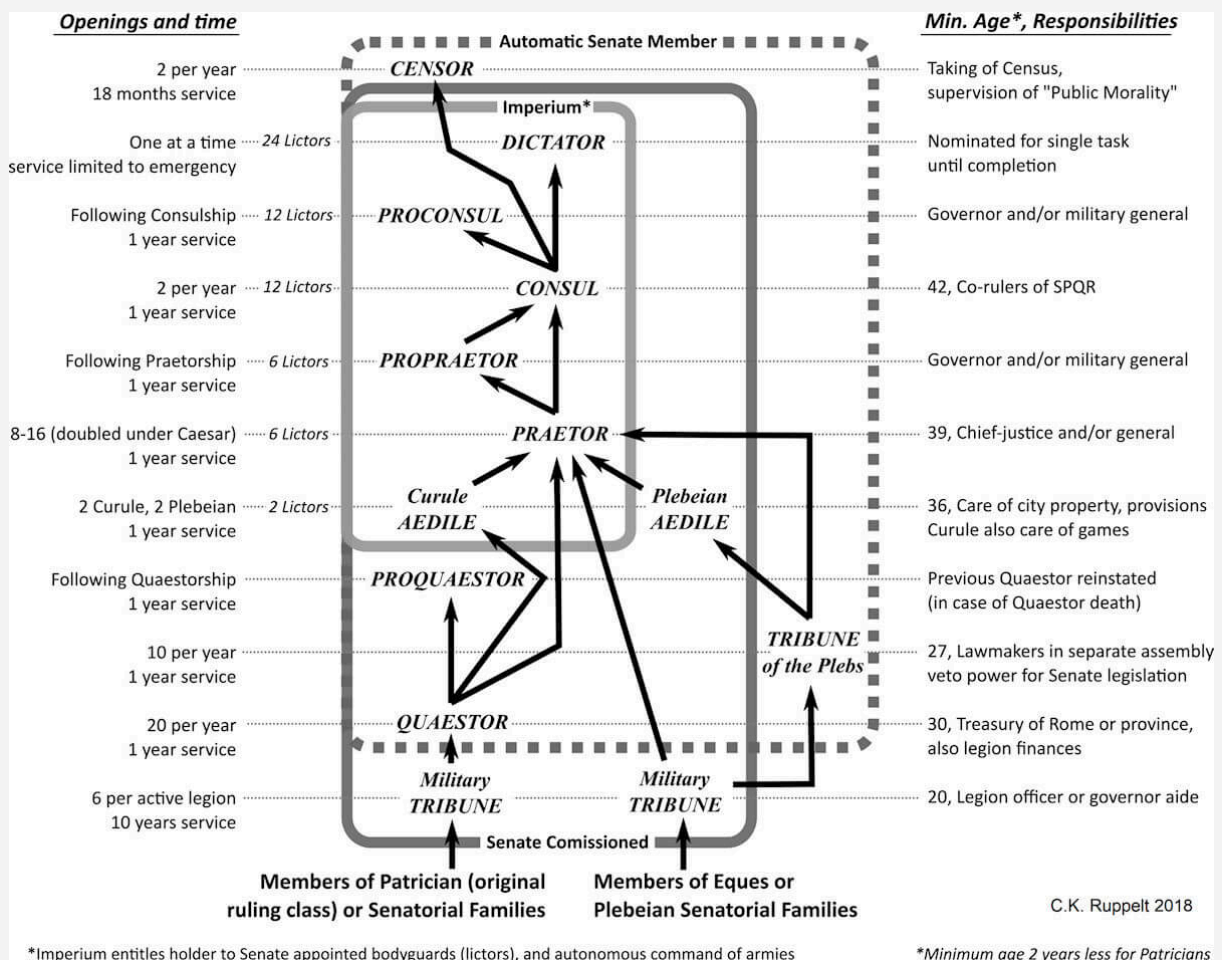 Openings and time
Min. Age*, Responsibilities
Automatic Senate Member
2 per year
18 months service
CENSOR
Taking of Census,
supervision of "Public Morality"
Imperium*
One at a time
service limited to emergency
24 Lictors
DICTATOR
Nominated for single task
until completion
Following Consulship
1 year service
12 Lictors
PROCONSUL
Governor and/or military general
2 per year
1 year service
12 Lictors
CONSUL
42, Co-rulers of SPQR
Following Praetorship
1 year service
6 Lictors
PROPRAETOR
Governor and/or military general
8-16 (doubled under Caesar)
1 year service
6 Lictors
PRAETOR
39, Chief-justice and/or general
2 Curule, 2 Plebeian
1 year service
2 Lictors
Curule
AEDILE
Plebeian
AEDILE
36, Care of city property, provisions
Curule also care of games
Following Quaestorship
1 year service
PROQUAESTOR
Previous Quaestor reinstated
(in case of Quaestor death)
10 per year
1 year service
TRIBUNE
of the Plebs
27, Lawmakers in separate assembly
veto power for Senate legislation
20 per year
1 year service
QUAESTOR
30, Treasury of Rome or province,
also legion finances
6 per active legion
10 years service
Military
TRIBUNE
Military
TRIBUNE
20, Legion officer or governor aide
Senate Comissioned
Members of Patrician (original
ruling class) or Senatorial Families
Members of Eques or
Plebeian Senatorial Families
C.K. Ruppelt 2018
*Imperium entitles holder to Senate appointed bodyguards (lictors), and autonomous command of armies
*Minimum age 2 years less for Patricians